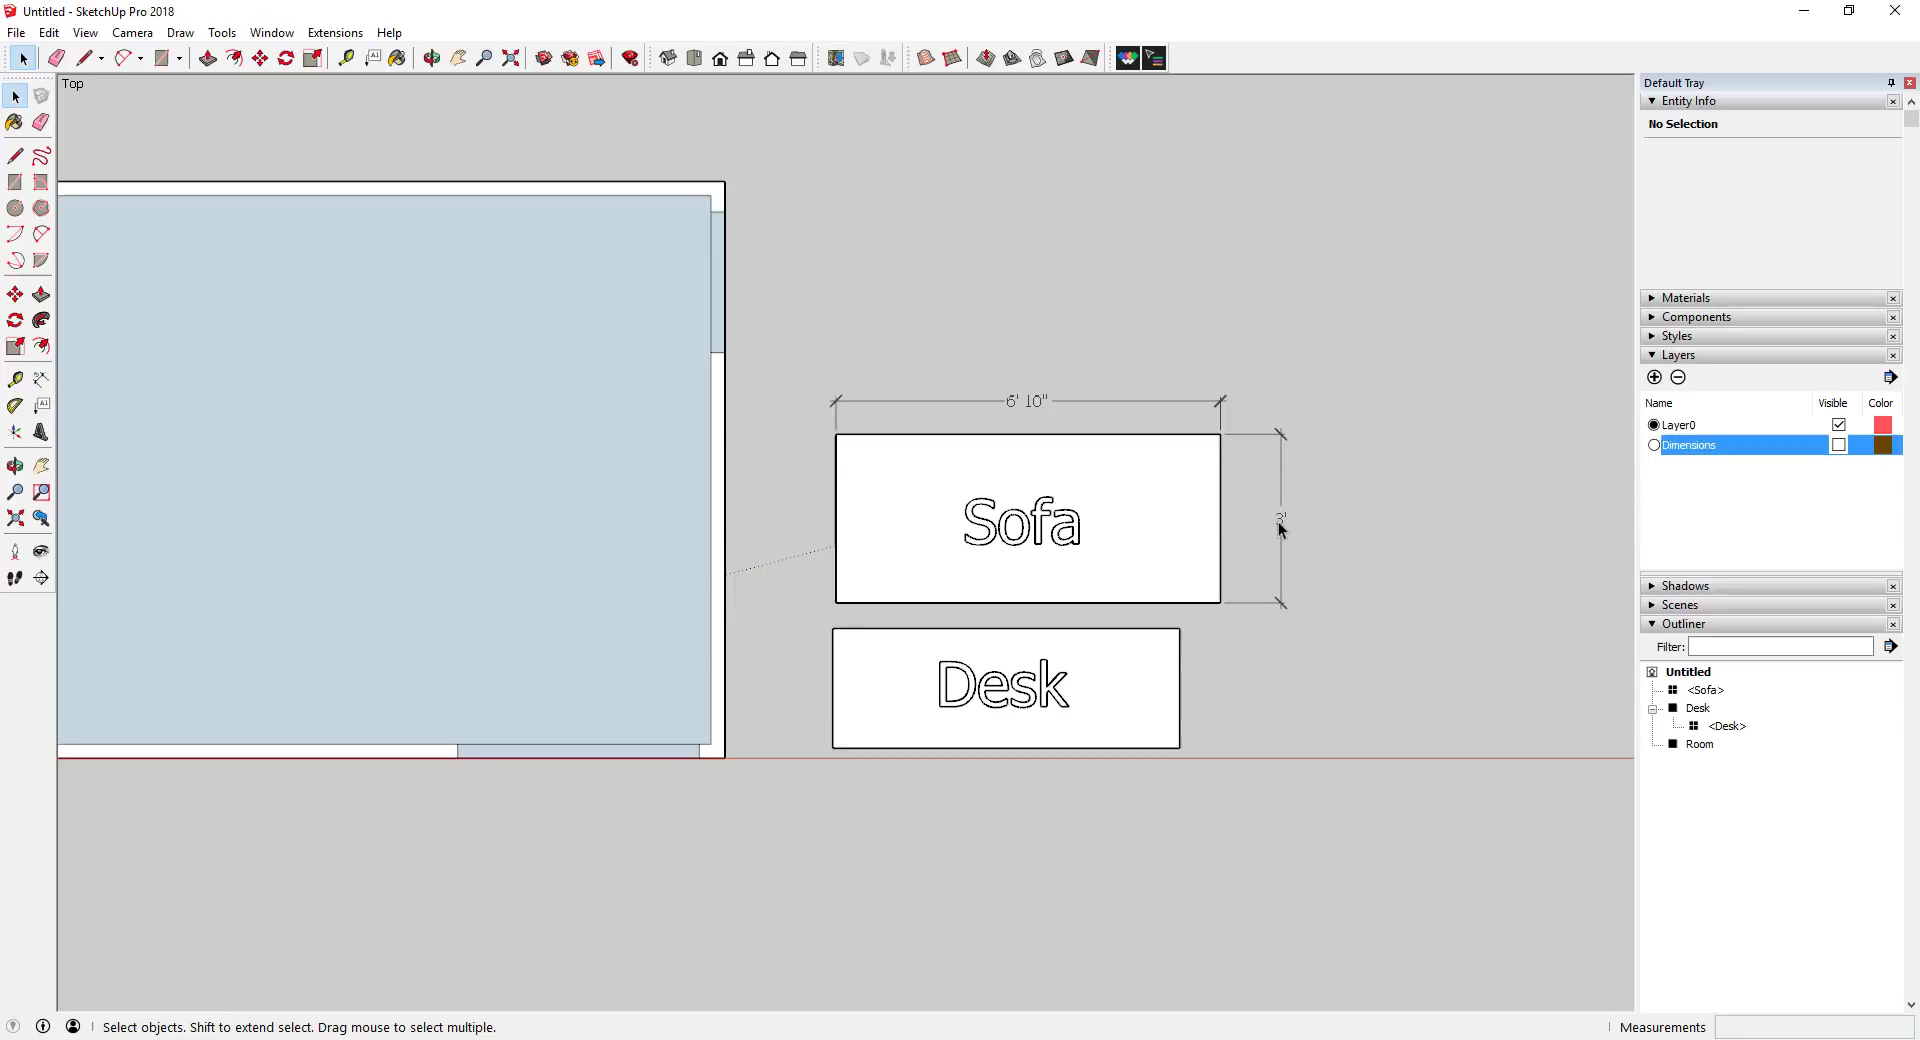 Untitled - SketchUp Pro 2018
File Edit View Camera Draw Tools Window Extensions Help
Top
Default Tray
Entity Info
No Selection
Materials
Components
Styles
Layers
Name Visible Color
Layer0
Dimensions
6' 10"
3'
Sofa
Desk
Shadows
Scenes
Outliner
Filter:
Untitled
<Sofa>
Desk
<Desk>
Room
Select objects. Shift to extend select. Drag mouse to select multiple.
Measurements